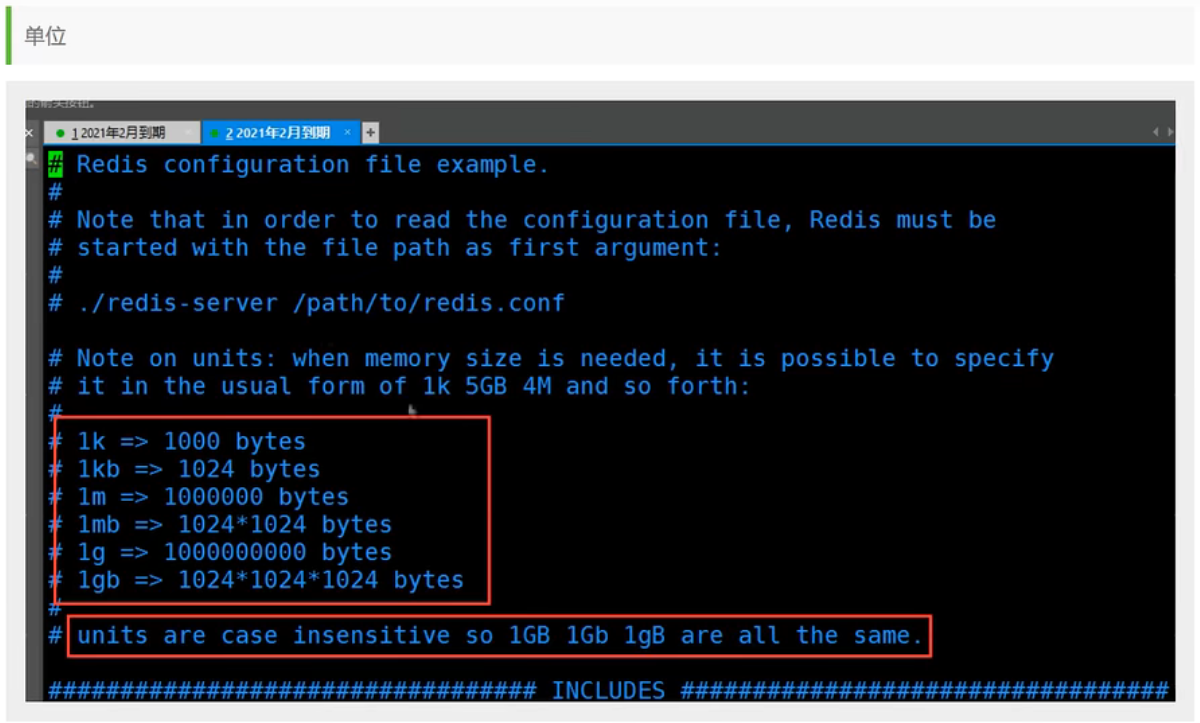 单位
的箭头按钮。
1 2021年2月到期
2 2021年2月到期 × +
# Redis configuration file example.
#
# Note that in order to read the configuration file, Redis must be
# started with the file path as first argument:
#
# ./redis-server /path/to/redis.conf
# Note on units: when memory size is needed, it is possible to specify
# it in the usual form of 1k 5GB 4M and so forth:
#
# 1k => 1000 bytes
# 1kb => 1024 bytes
# 1m => 1000000 bytes
# 1mb => 1024*1024 bytes
# 1g => 1000000000 bytes
# 1gb => 1024*1024*1024 bytes
#
# units are case insensitive so 1GB 1Gb 1gB are all the same.
################################## INCLUDES ##################################